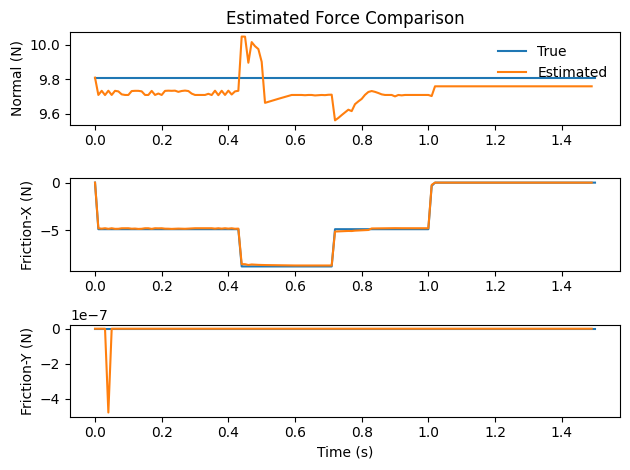 Estimated Force Comparison
Normal (N)
10.0
9.8
9.6
True
Estimated
0.0 0.2 0.4 0.6 0.8 1.0 1.2 1.4
Friction-X (N)
0
−5
0.0 0.2 0.4 0.6 0.8 1.0 1.2 1.4
1e−7
Friction-Y (N)
0
−2
−4
0.0 0.2 0.4 0.6 0.8 1.0 1.2 1.4
Time (s)